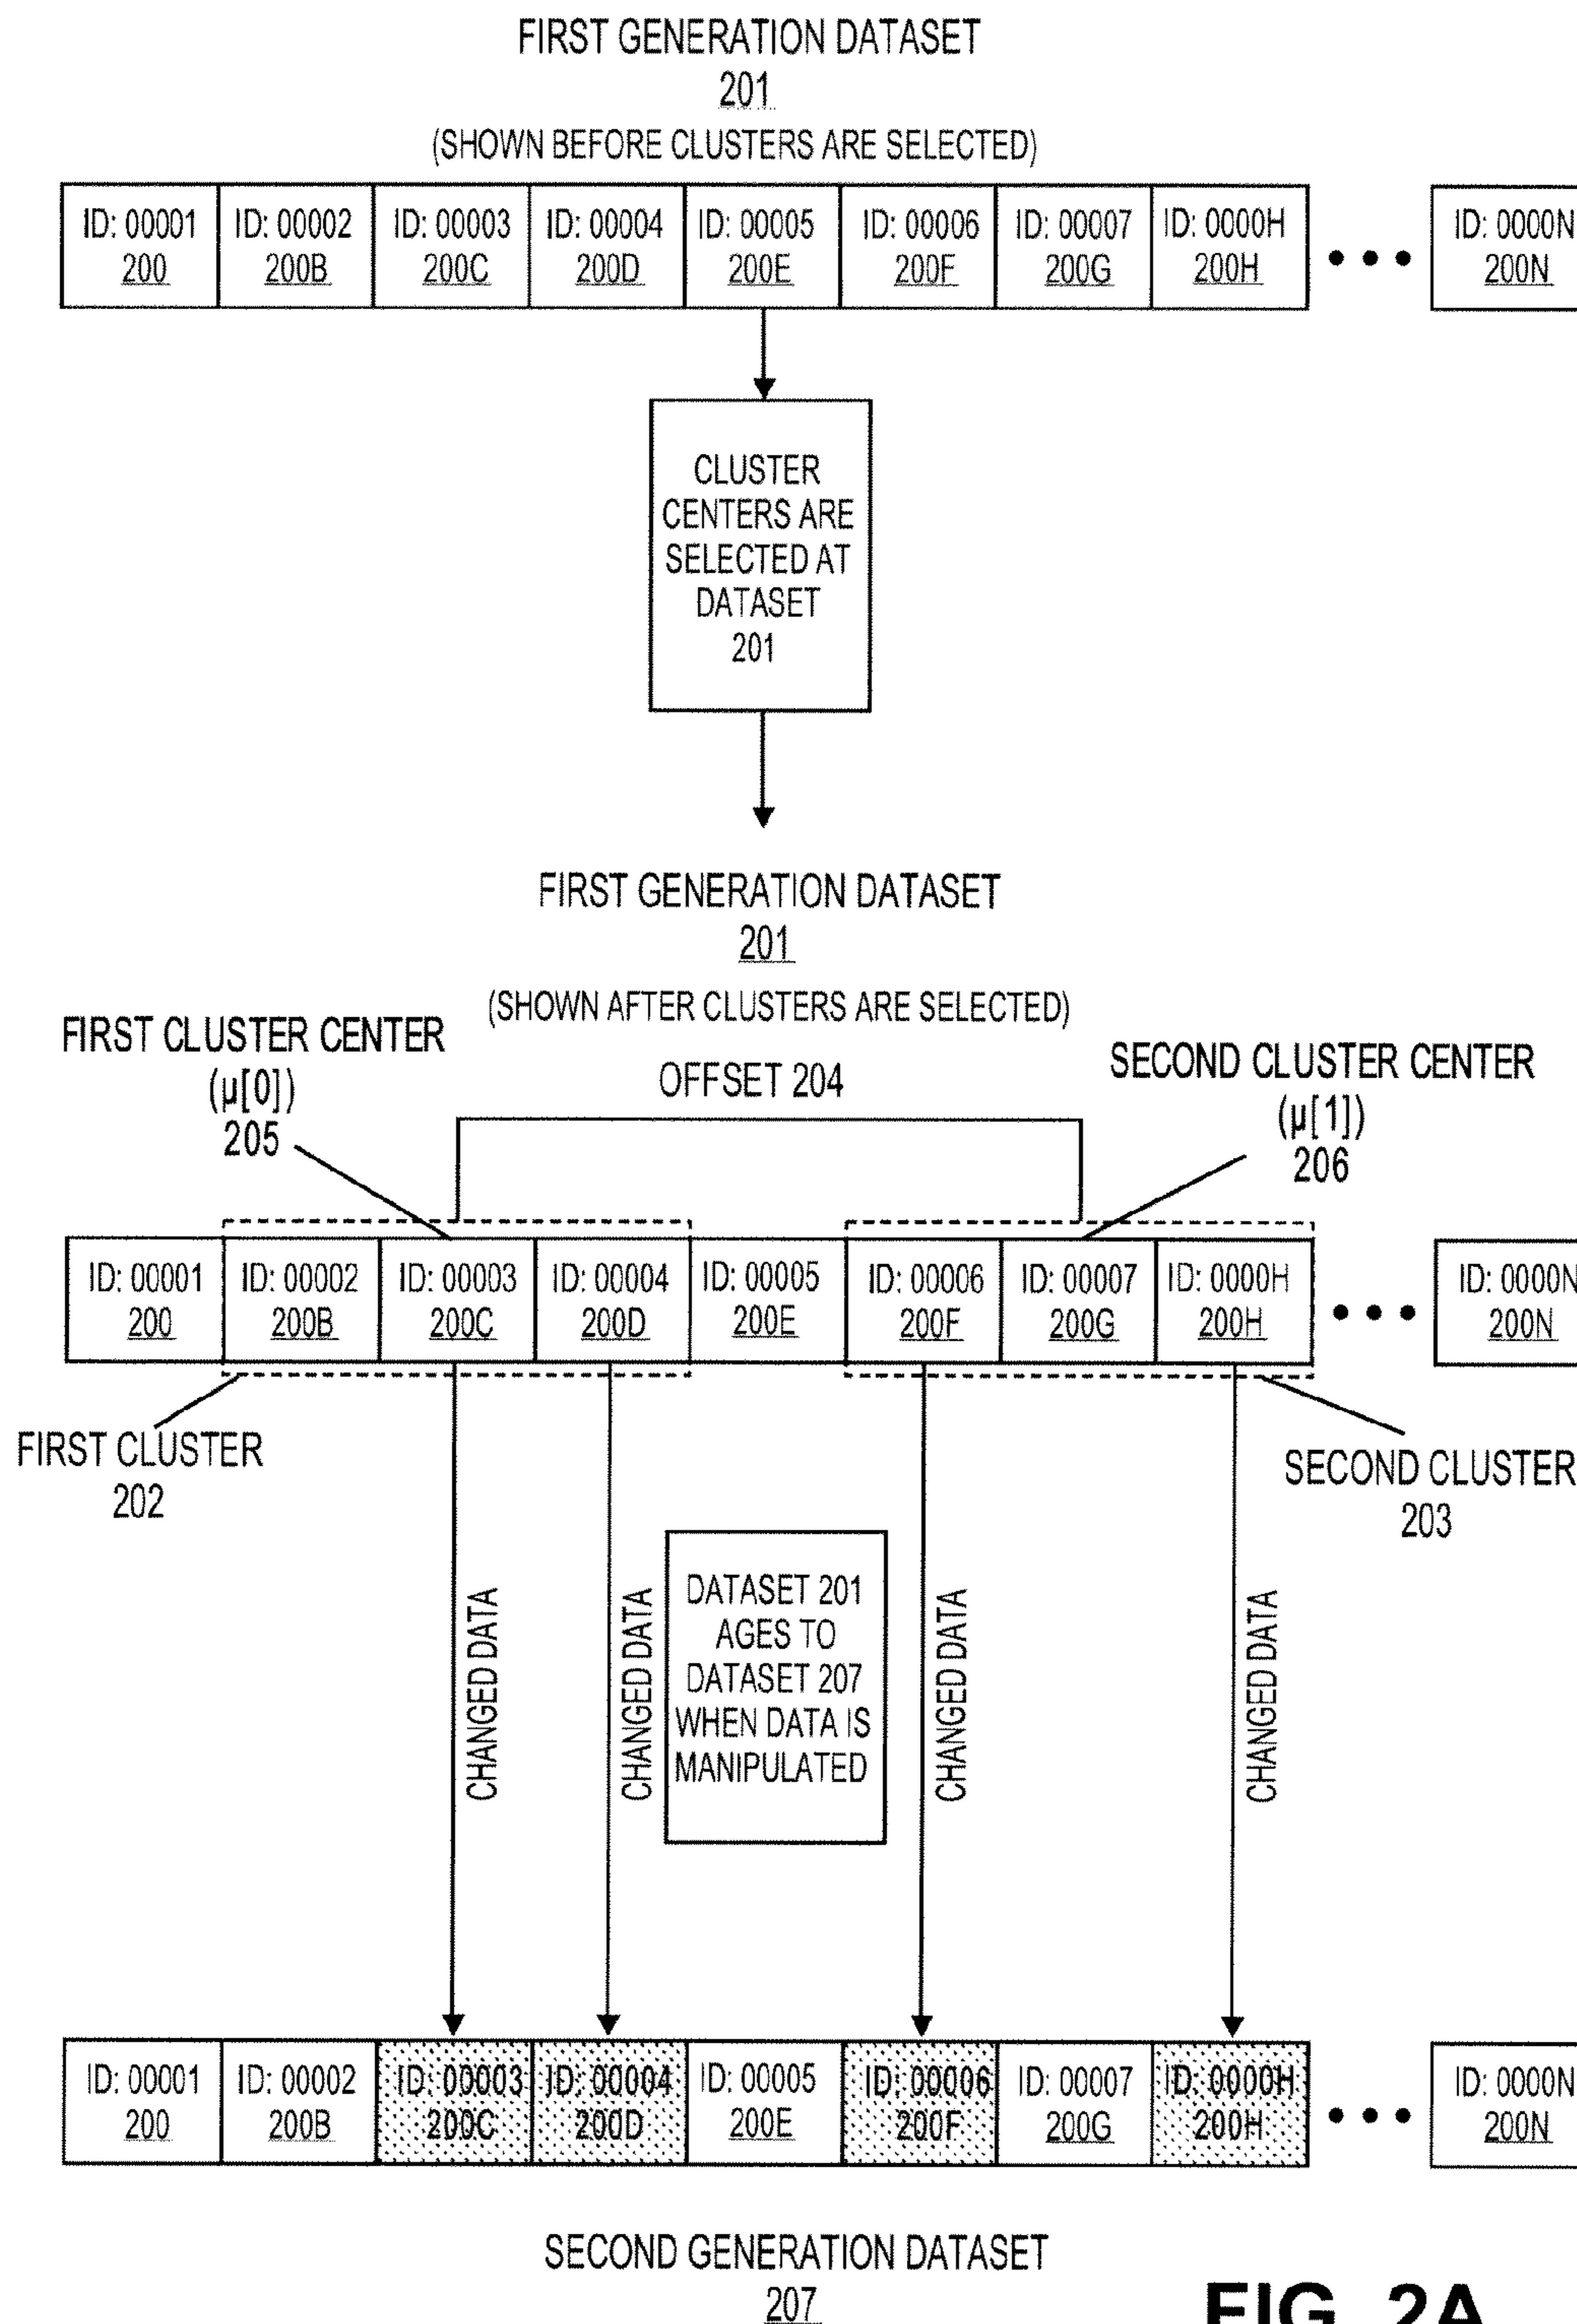 FIRST GENERATION DATASET
201
(SHOWN BEFORE CLUSTERS ARE SELECTED)
ID: 00001 ID: 00002 ID: 00003 ID: 00004 ID: 00005 ID: 00006 ID: 00007 ID: 0000H ID: 0000N
200 200B 200C 200D 200E 200F 200G 200H 200N
CLUSTER
CENTERS ARE
SELECTED AT
DATASET
201
FIRST GENERATION DATASET
201
(SHOWN AFTER CLUSTERS ARE SELECTED)
FIRST CLUSTER CENTER
(μ[0])
205
OFFSET 204
SECOND CLUSTER CENTER
(μ[1])
206
ID: 00001 ID: 00002 ID: 00003 ID: 00004 ID: 00005 ID: 00006 ID: 00007 ID: 0000H ID: 0000N
200 200B 200C 200D 200E 200F 200G 200H 200N
FIRST CLUSTER
202
SECOND CLUSTER
203
CHANGED DATA
CHANGED DATA
DATASET 201
AGES TO
DATASET 207
WHEN DATA IS
MANIPULATED
CHANGED DATA
CHANGED DATA
ID: 00001 ID: 00002 ID: 00003 ID: 00004 ID: 00005 ID: 00006 ID: 00007 ID: 0000H ID: 0000N
200 200B 200C 200D 200E 200F 200G 200H 200N
SECOND GENERATION DATASET
207
FIG. 2A